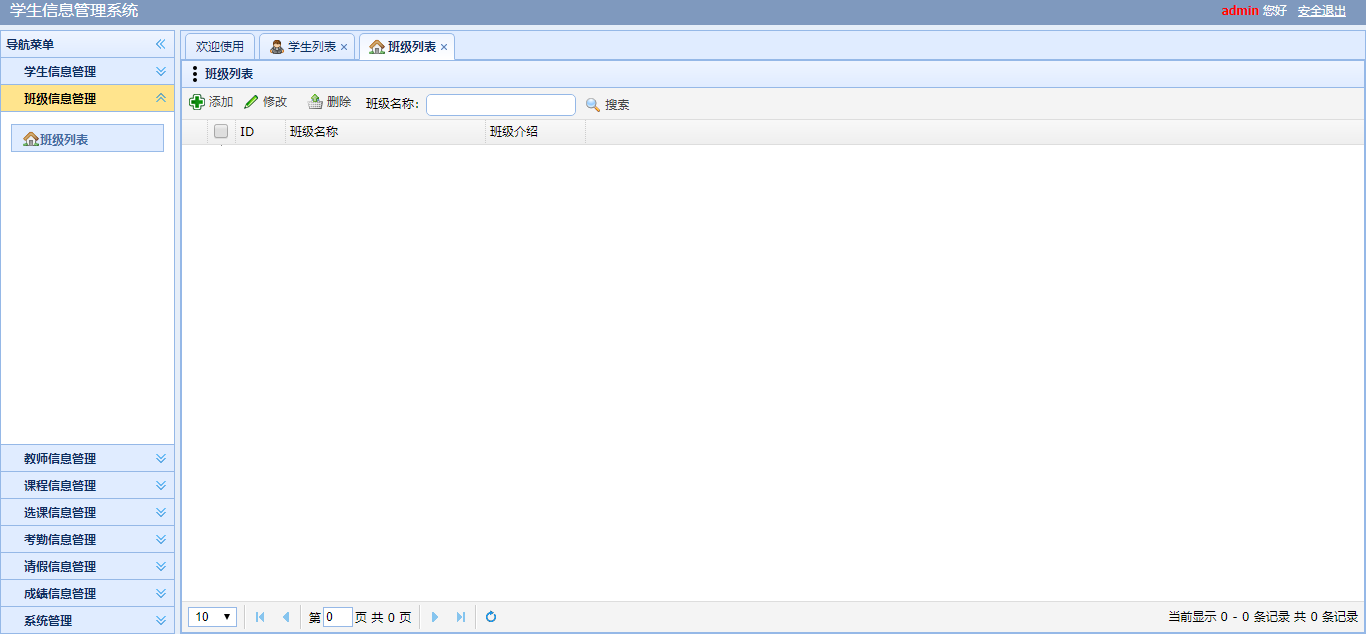 学生信息管理系统
admin 您好 安全退出
导航菜单
学生信息管理
班级信息管理
班级列表
教师信息管理
课程信息管理
选课信息管理
考勤信息管理
请假信息管理
成绩信息管理
系统管理
欢迎使用 学生列表 班级列表
班级列表
添加 修改 删除 班级名称: 搜索
ID 班级名称 班级介绍
10 第 0 页 共 0 页 当前显示 0 - 0 条记录 共 0 条记录